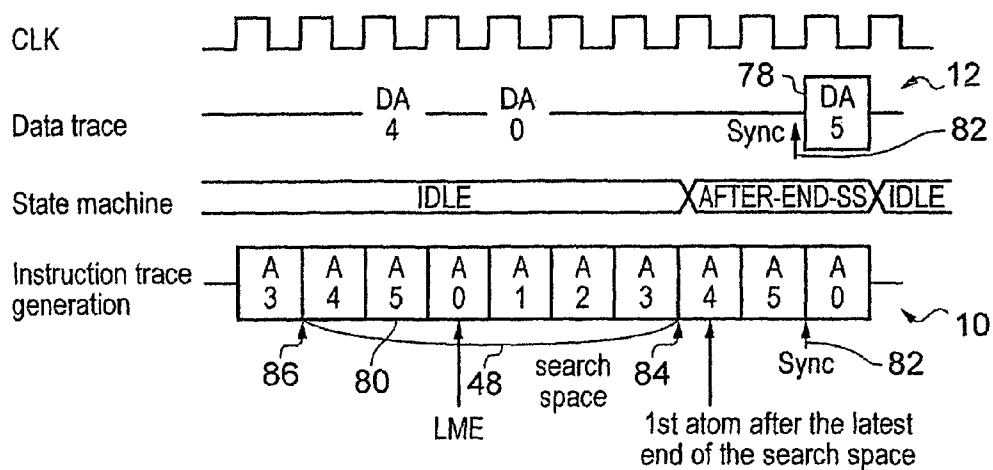 CLK
78
12
DA DA DA
Data trace
4 0 5
Sync
82
State machine
IDLE AFTER-END-SS IDLE
Instruction trace
generation
A A A A A A A A A A
3 4 5 0 1 2 3 4 5 0
10
86 80 48 search
space 84 Sync 82
LME
1st atom after the latest
end of the search space